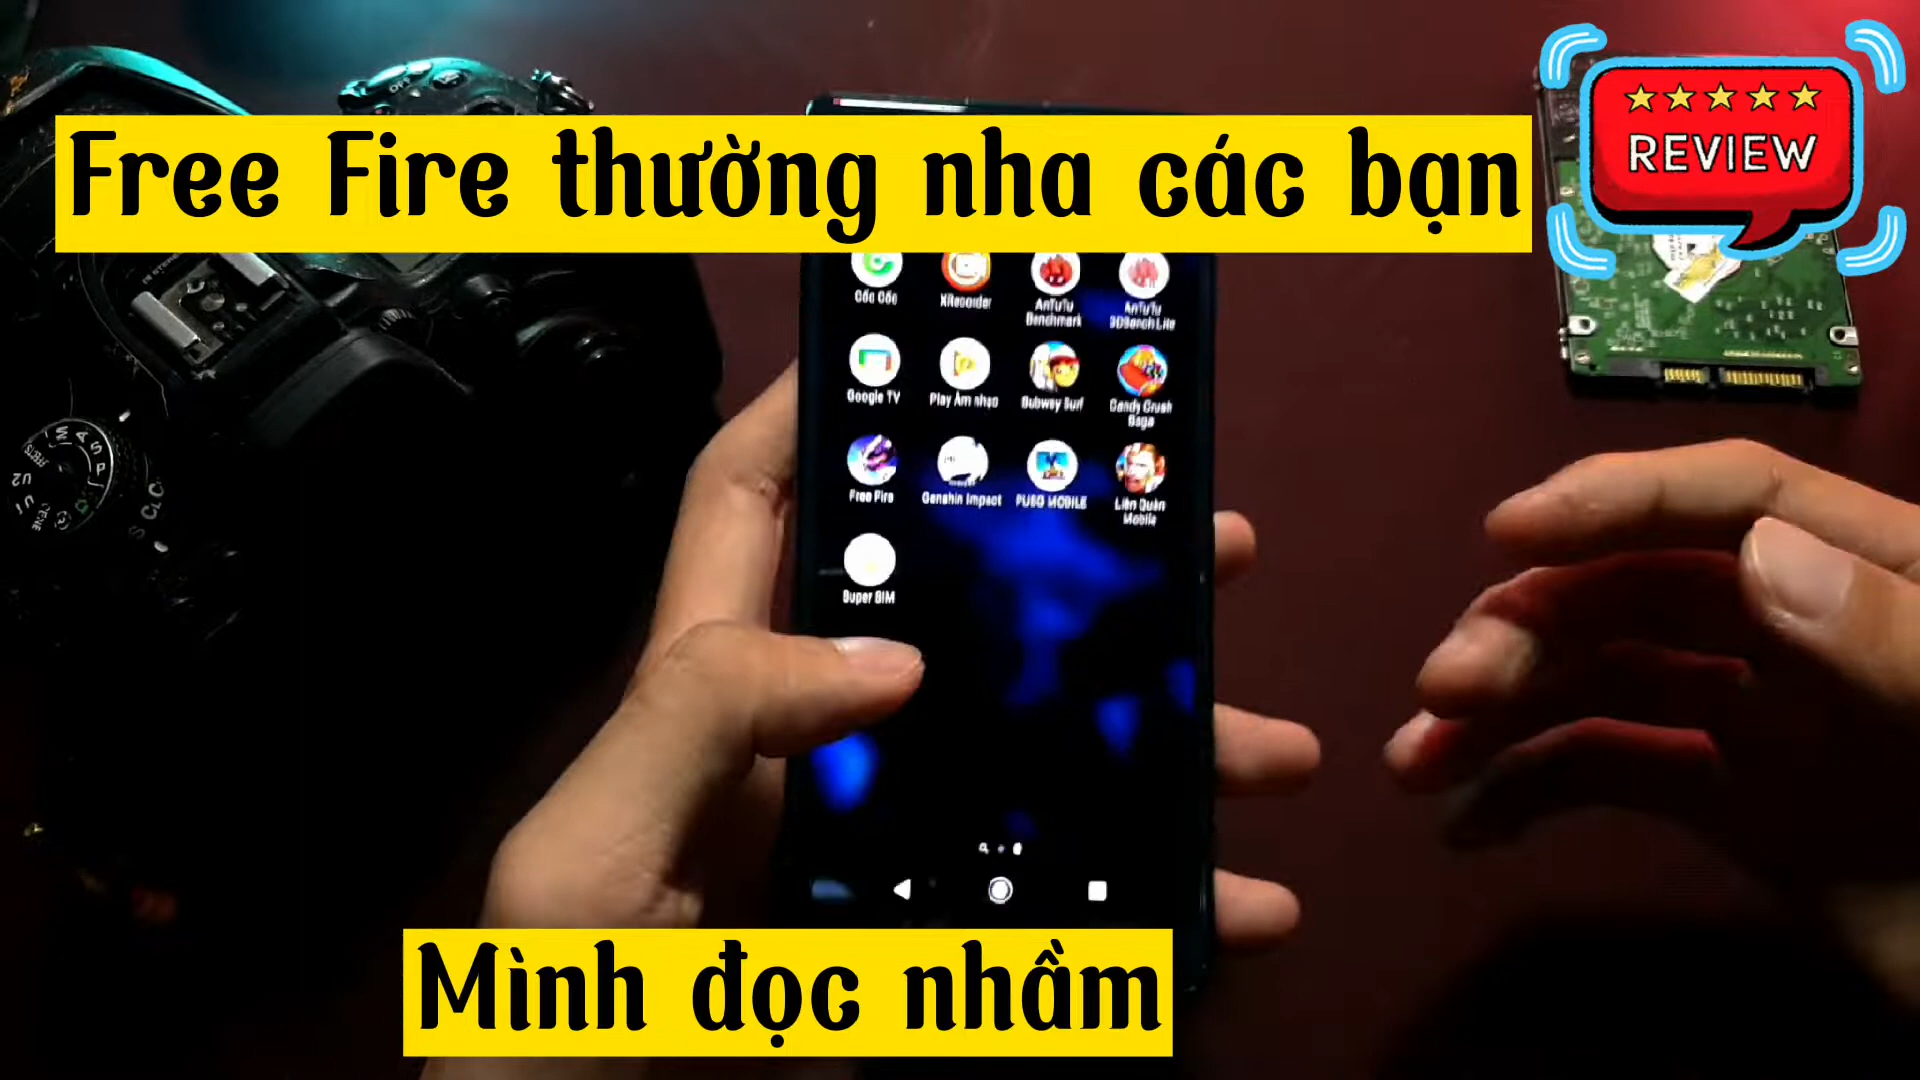 Free Fire thường nha các bạn
REVIEW
Cốc Cốc
XRecorder
AnTuTu Benchmark
AnTuTu 3DBench Lite
Google TV
Play Âm nhạc
Subway Surf
Candy Crush Saga
Free Fire
Genshin Impact
PUBG MOBILE
Liên Quân Mobile
Super SIM
Mình đọc nhầm